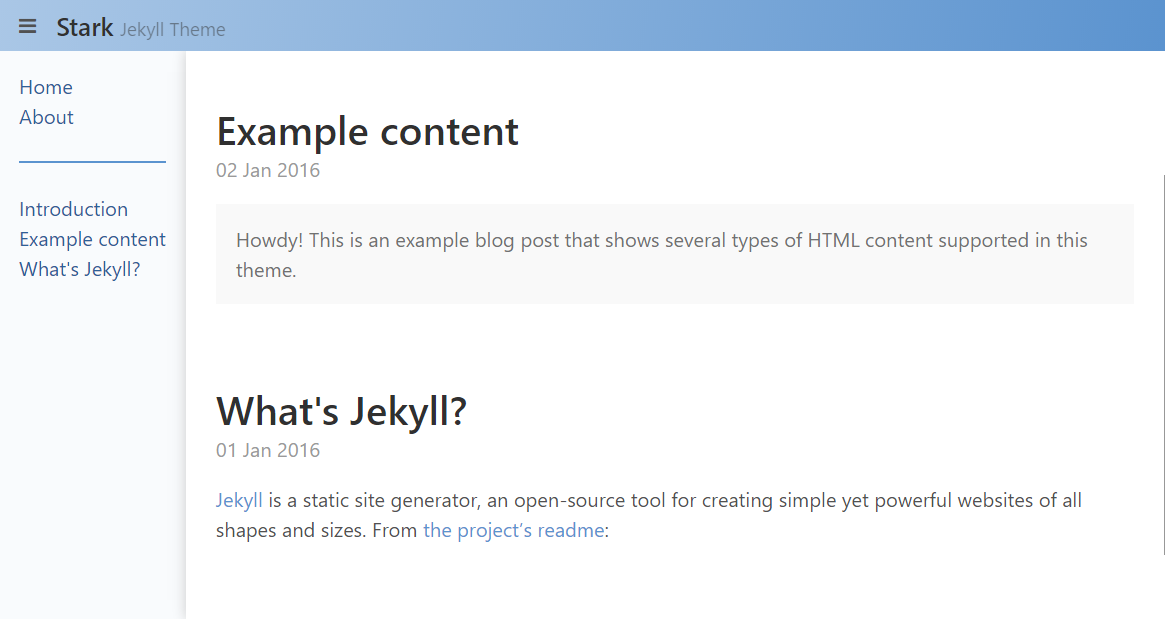 Stark Jekyll Theme
Home
About
Introduction
Example content
What's Jekyll?
Example content
02 Jan 2016
Howdy! This is an example blog post that shows several types of HTML content supported in this
theme.
What's Jekyll?
01 Jan 2016
Jekyll is a static site generator, an open-source tool for creating simple yet powerful websites of all
shapes and sizes. From the project’s readme: